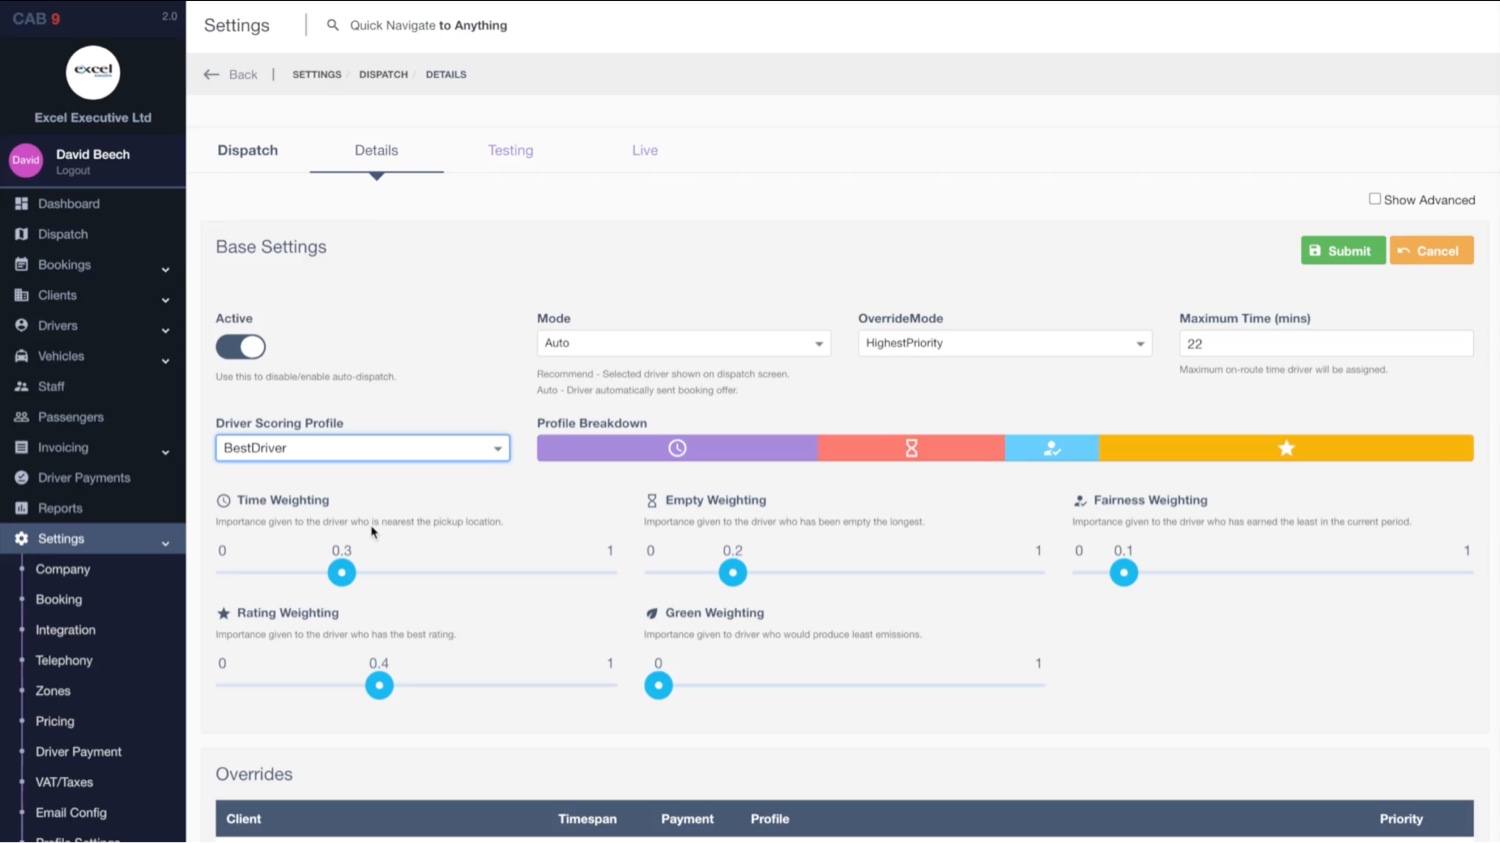 CAB 9
2.0
excel
Excel Executive Ltd
David
David Beech
Logout
Dashboard
Dispatch
Bookings
Clients
Drivers
Vehicles
Staff
Passengers
Invoicing
Driver Payments
Reports
Settings
Company
Booking
Integration
Telephony
Zones
Pricing
Driver Payment
VAT/Taxes
Email Config
Profile Settings
Settings
Quick Navigate to Anything
Back
SETTINGS / DISPATCH / DETAILS
Dispatch
Details
Testing
Live
Show Advanced
Base Settings
Submit
Cancel
Active
Use this to disable/enable auto-dispatch.
Mode
Auto
Recommend - Selected driver shown on dispatch screen.
Auto - Driver automatically sent booking offer.
OverrideMode
HighestPriority
Maximum Time (mins)
22
Maximum on-route time driver will be assigned.
Driver Scoring Profile
BestDriver
Profile Breakdown
Time Weighting
Importance given to the driver who is nearest the pickup location.
0 0.3 1
Empty Weighting
Importance given to the driver who has been empty the longest.
0 0.2 1
Fairness Weighting
Importance given to the driver who has earned the least in the current period.
0 0.1 1
Rating Weighting
Importance given to the driver who has the best rating.
0 0.4 1
Green Weighting
Importance given to driver who would produce least emissions.
0 1
Overrides
Client Timespan Payment Profile Priority